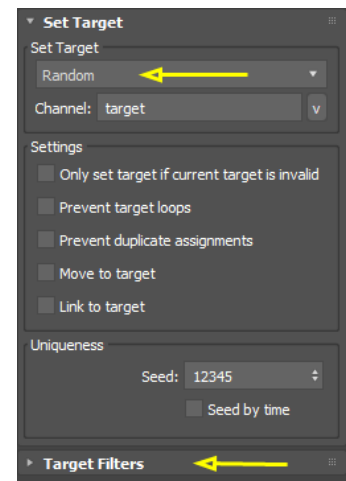 Set Target
Set Target
Random
Channel: target v
Settings
Only set target if current target is invalid
Prevent target loops
Prevent duplicate assignments
Move to target
Link to target
Uniqueness
Seed: 12345
Seed by time
Target Filters